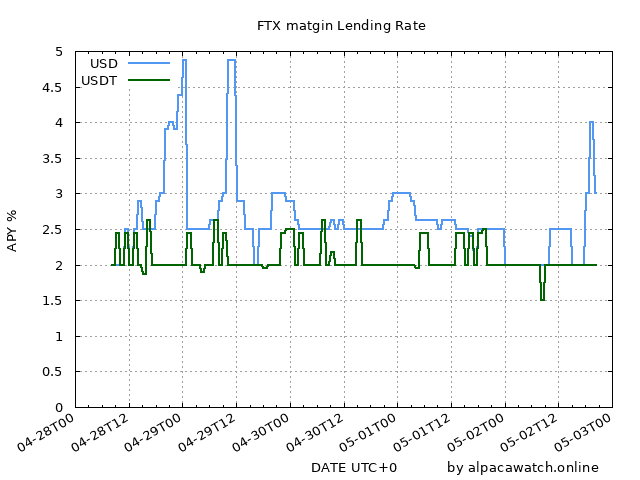 FTX matgin Lending Rate
USD
USDT
APY %
5
4.5
4
3.5
3
2.5
2
1.5
1
0.5
0
04-28T00
04-28T12
04-29T00
04-29T12
04-30T00
04-30T12
05-01T00
05-01T12
05-02T00
05-02T12
05-03T00
DATE UTC+0
by alpacawatch.online